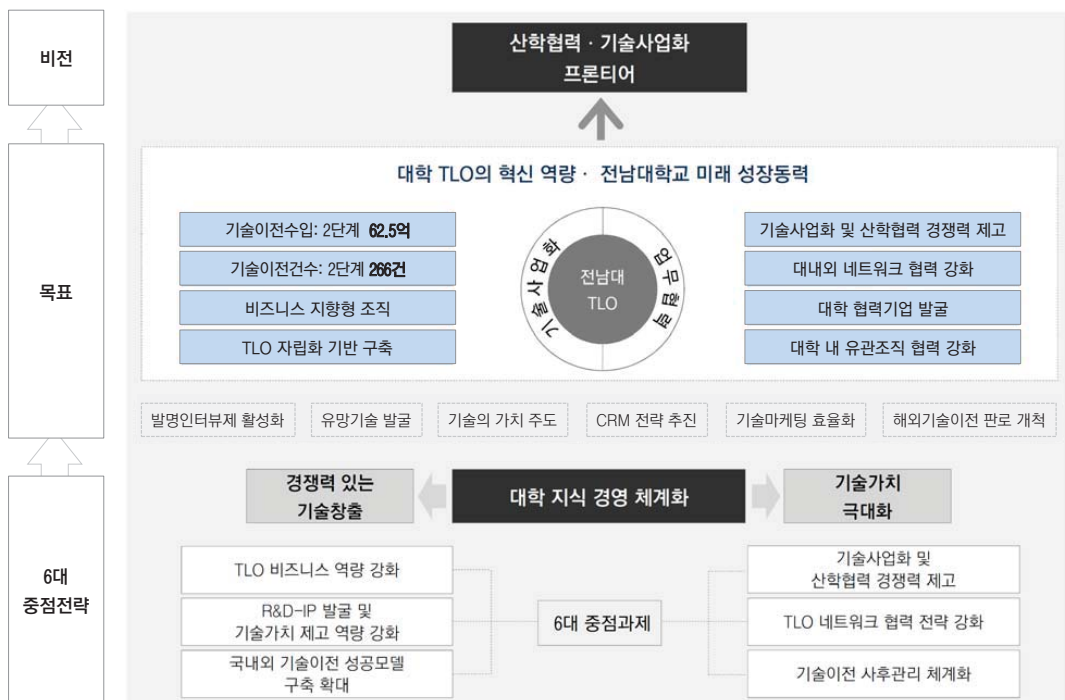 비전
산학협력 · 기술사업화
프론티어
목표
대학 TLO의 혁신 역량 · 전남대학교 미래 성장동력
기술이전수입: 2단계 62.5억
기술이전건수: 2단계 266건
비즈니스 지향형 조직
TLO 자립화 기반 구축
기술사업화
전남대
TLO
업무협력
기술사업화 및 산학협력 경쟁력 제고
대내외 네트워크 협력 강화
대학 협력기업 발굴
대학 내 유관조직 협력 강화
발명인터뷰제 활성화
유망기술 발굴
기술의 가치 주도
CRM 전략 추진
기술마케팅 효율화
해외기술이전 판로 개척
6대
중점전략
경쟁력 있는
기술창출
대학 지식 경영 체계화
기술가치
극대화
TLO 비즈니스 역량 강화
R&D-IP 발굴 및
기술가치 제고 역량 강화
국내외 기술이전 성공모델
구축 확대
6대 중점과제
기술사업화 및
산학협력 경쟁력 제고
TLO 네트워크 협력 전략 강화
기술이전 사후관리 체계화